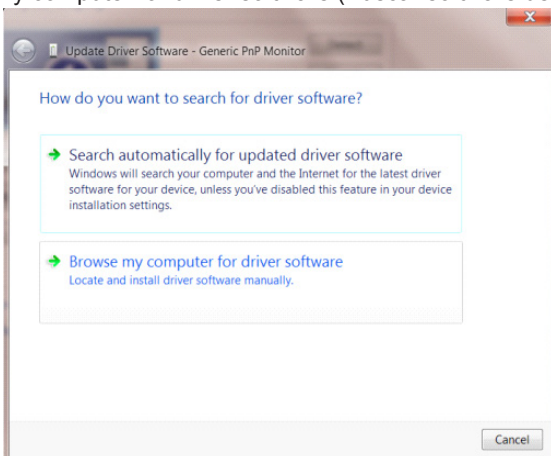 Update Driver Software - Generic PnP Monitor
How do you want to search for driver software?
Search automatically for updated driver software
Windows will search your computer and the Internet for the latest driver
software for your device, unless you've disabled this feature in your device
installation settings.
Browse my computer for driver software
Locate and install driver software manually.
Cancel